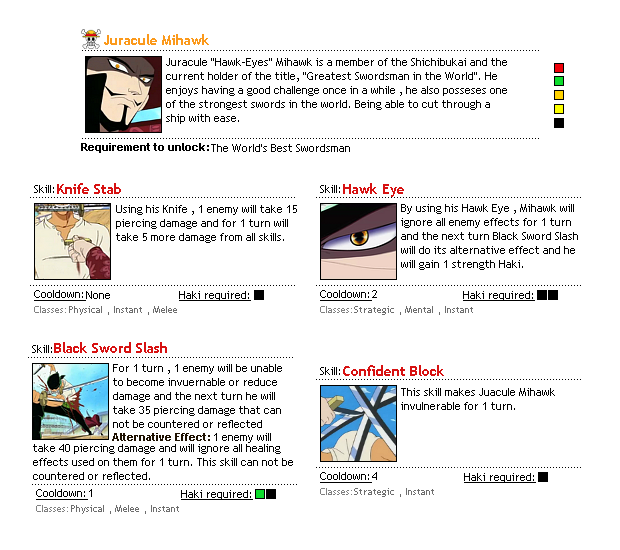 Juracule Mihawk
Juracule "Hawk-Eyes" Mihawk is a member of the Shichibukai and the
current holder of the title, "Greatest Swordsman in the World". He
enjoys having a good challenge once in a while , he also posseses one
of the strongest swords in the world. Being able to cut through a
ship with ease.
Requirement to unlock:The World's Best Swordsman
Skill:Knife Stab
Using his Knife , 1 enemy will take 15
piercing damage and for 1 turn will
take 5 more damage from all skills.
Cooldown:None Haki required:
Classes:Physical , Instant , Melee
Skill:Hawk Eye
By using his Hawk Eye , Mihawk will
ignore all enemy effects for 1 turn
and the next turn Black Sword Slash
will do its alternative effect and he
will gain 1 strength Haki.
Cooldown:2 Haki required:
Classes:Strategic , Mental , Instant
Skill:Black Sword Slash
For 1 turn , 1 enemy will be unable
to become invuernable or reduce
damage and the next turn he will
take 35 piercing damage that can
not be countered or reflected
Alternative Effect: 1 enemy will
take 40 piercing damage and will ignore all healing
effects used on them for 1 turn. This skill can not be
countered or reflected.
Cooldown:1 Haki required:
Classes:Physical , Melee , Instant
Skill:Confident Block
This skill makes Juacule Mihawk
invulnerable for 1 turn.
Cooldown:4 Haki required:
Classes:Strategic , Instant